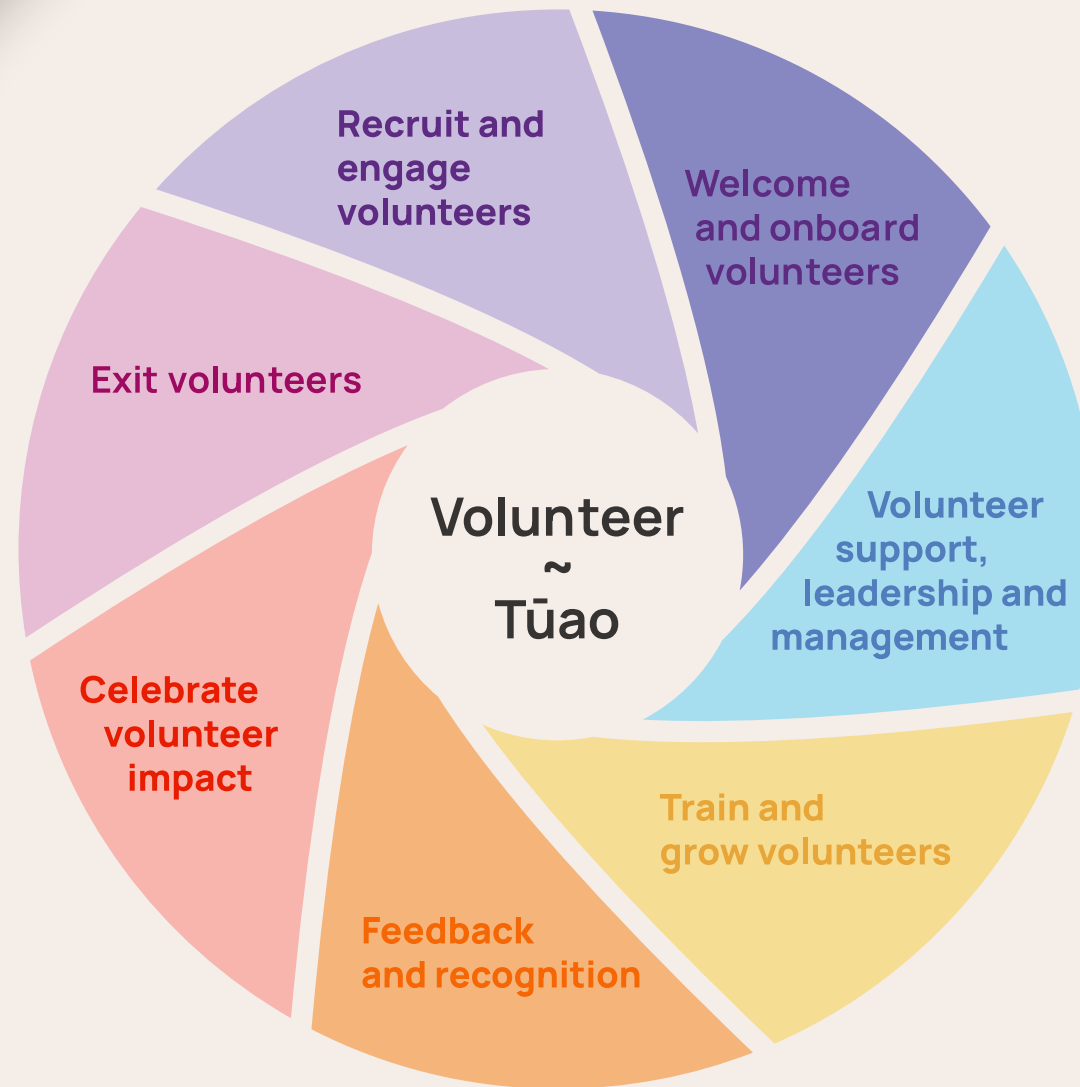 Recruit and
engage
volunteers
Welcome
and onboard
volunteers
Volunteer
support,
leadership and
management
Train and
grow volunteers
Feedback
and recognition
Celebrate
volunteer
impact
Exit volunteers
Volunteer
~
Tūao